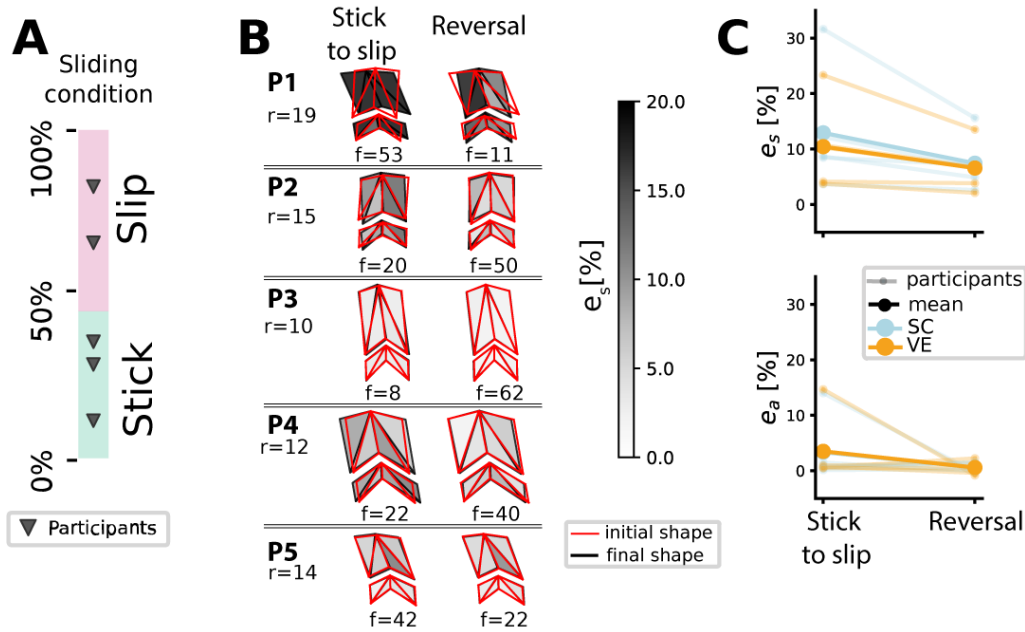 A
Sliding
condition
100%
50%
0%
Slip
Stick
Participants
B
Stick
to slip
Reversal
P1
r=19
f=53
f=11
P2
r=15
f=20
f=50
P3
r=10
f=8
f=62
P4
r=12
f=22
f=40
P5
r=14
f=42
f=22
20.0
15.0
10.0
5.0
0.0
e_s[%]
initial shape
final shape
C
30
20
10
0
e_s [%]
30
20
10
0
e_a [%]
participants
mean
SC
VE
Stick
to slip
Reversal